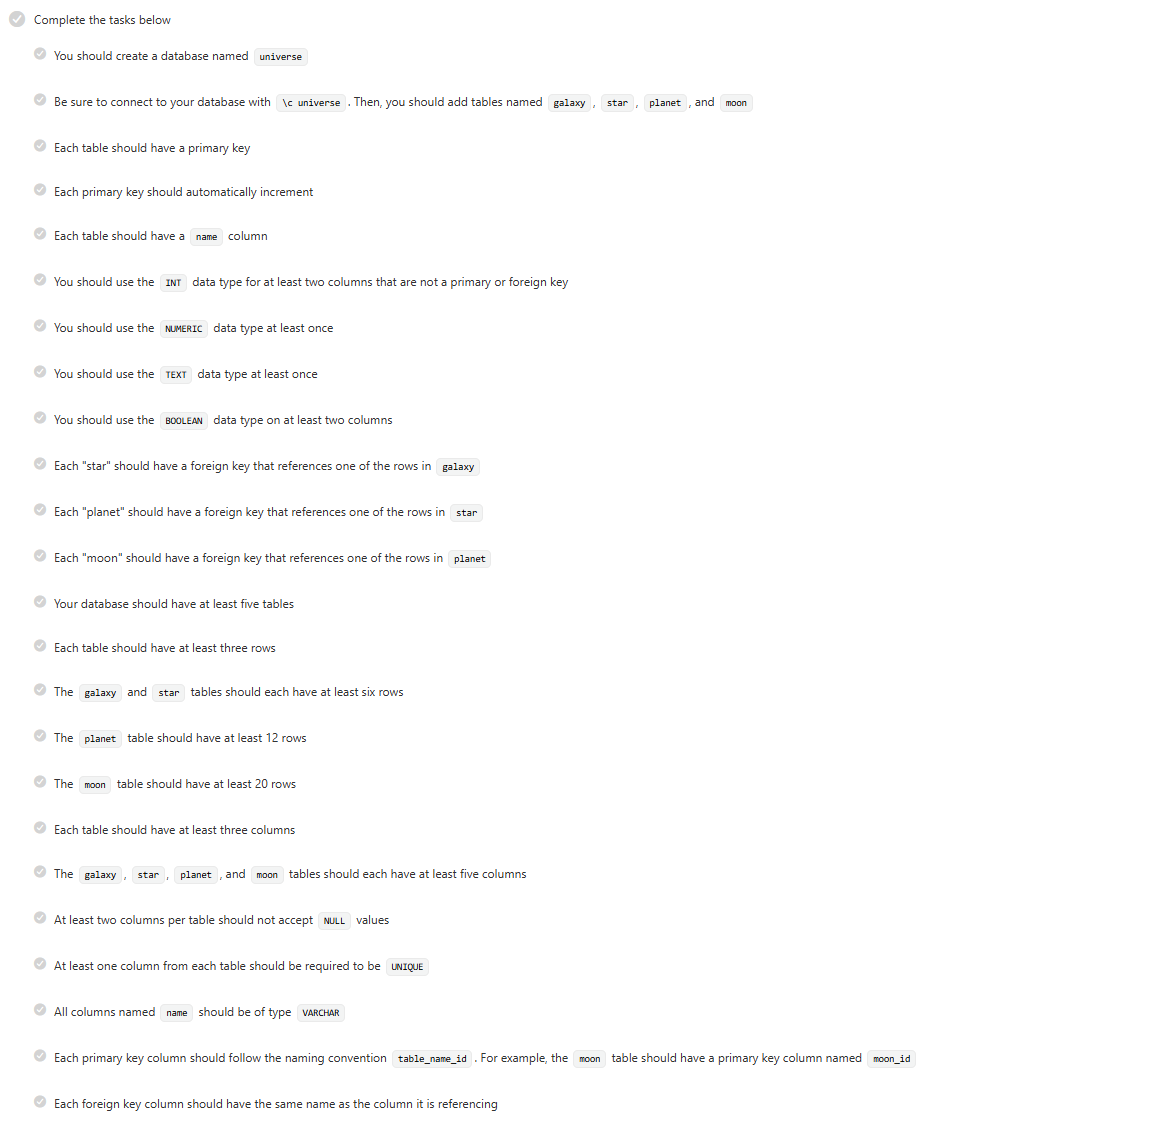 Complete the tasks below
You should create a database named universe
Be sure to connect to your database with \c universe. Then, you should add tables named galaxy, star, planet, and moon
Each table should have a primary key
Each primary key should automatically increment
Each table should have a name column
You should use the INT data type for at least two columns that are not a primary or foreign key
You should use the NUMERIC data type at least once
You should use the TEXT data type at least once
You should use the BOOLEAN data type on at least two columns
Each "star" should have a foreign key that references one of the rows in galaxy
Each "planet" should have a foreign key that references one of the rows in star
Each "moon" should have a foreign key that references one of the rows in planet
Your database should have at least five tables
Each table should have at least three rows
The galaxy and star tables should each have at least six rows
The planet table should have at least 12 rows
The moon table should have at least 20 rows
Each table should have at least three columns
The galaxy, star, planet, and moon tables should each have at least five columns
At least two columns per table should not accept NULL values
At least one column from each table should be required to be UNIQUE
All columns named name should be of type VARCHAR
Each primary key column should follow the naming convention table_name_id. For example, the moon table should have a primary key column named moon_id
Each foreign key column should have the same name as the column it is referencing